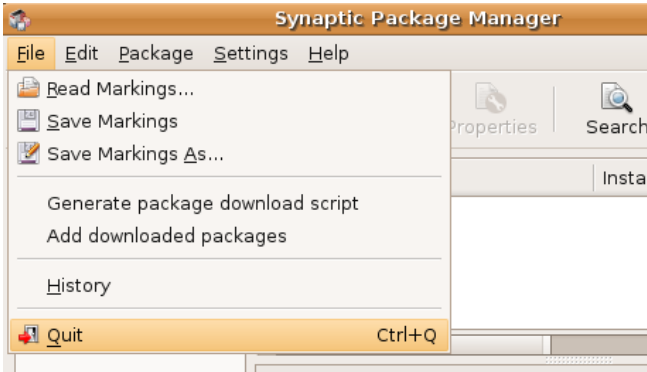 Synaptic Package Manager
File Edit Package Settings Help
Read Markings...
Save Markings
Save Markings As...
Generate package download script
Add downloaded packages
History
Quit Ctrl+Q
Properties Search
Insta